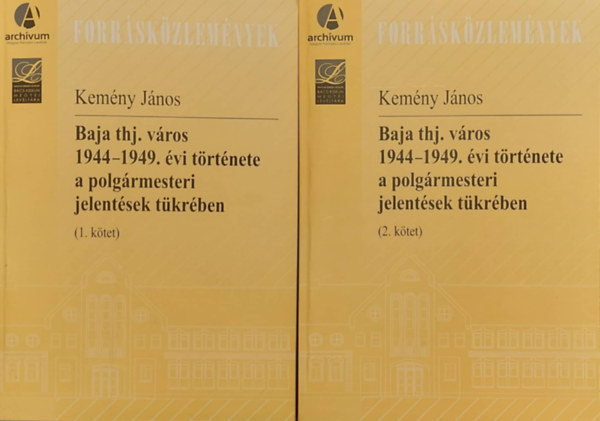 archivum
FORRÁSKÖZLEMÉNYEK
Kemény János
Baja thj. város
1944–1949. évi története
a polgármesteri
jelentések tükrében
(1. kötet)
archivum
FORRÁSKÖZLEMÉNYEK
Kemény János
Baja thj. város
1944–1949. évi története
a polgármesteri
jelentések tükrében
(2. kötet)